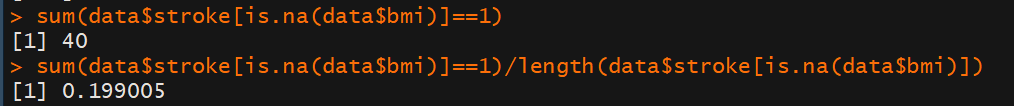 > sum(data$stroke[is.na(data$bmi)]==1)
[1] 40
> sum(data$stroke[is.na(data$bmi)]==1)/length(data$stroke[is.na(data$bmi)])
[1] 0.199005